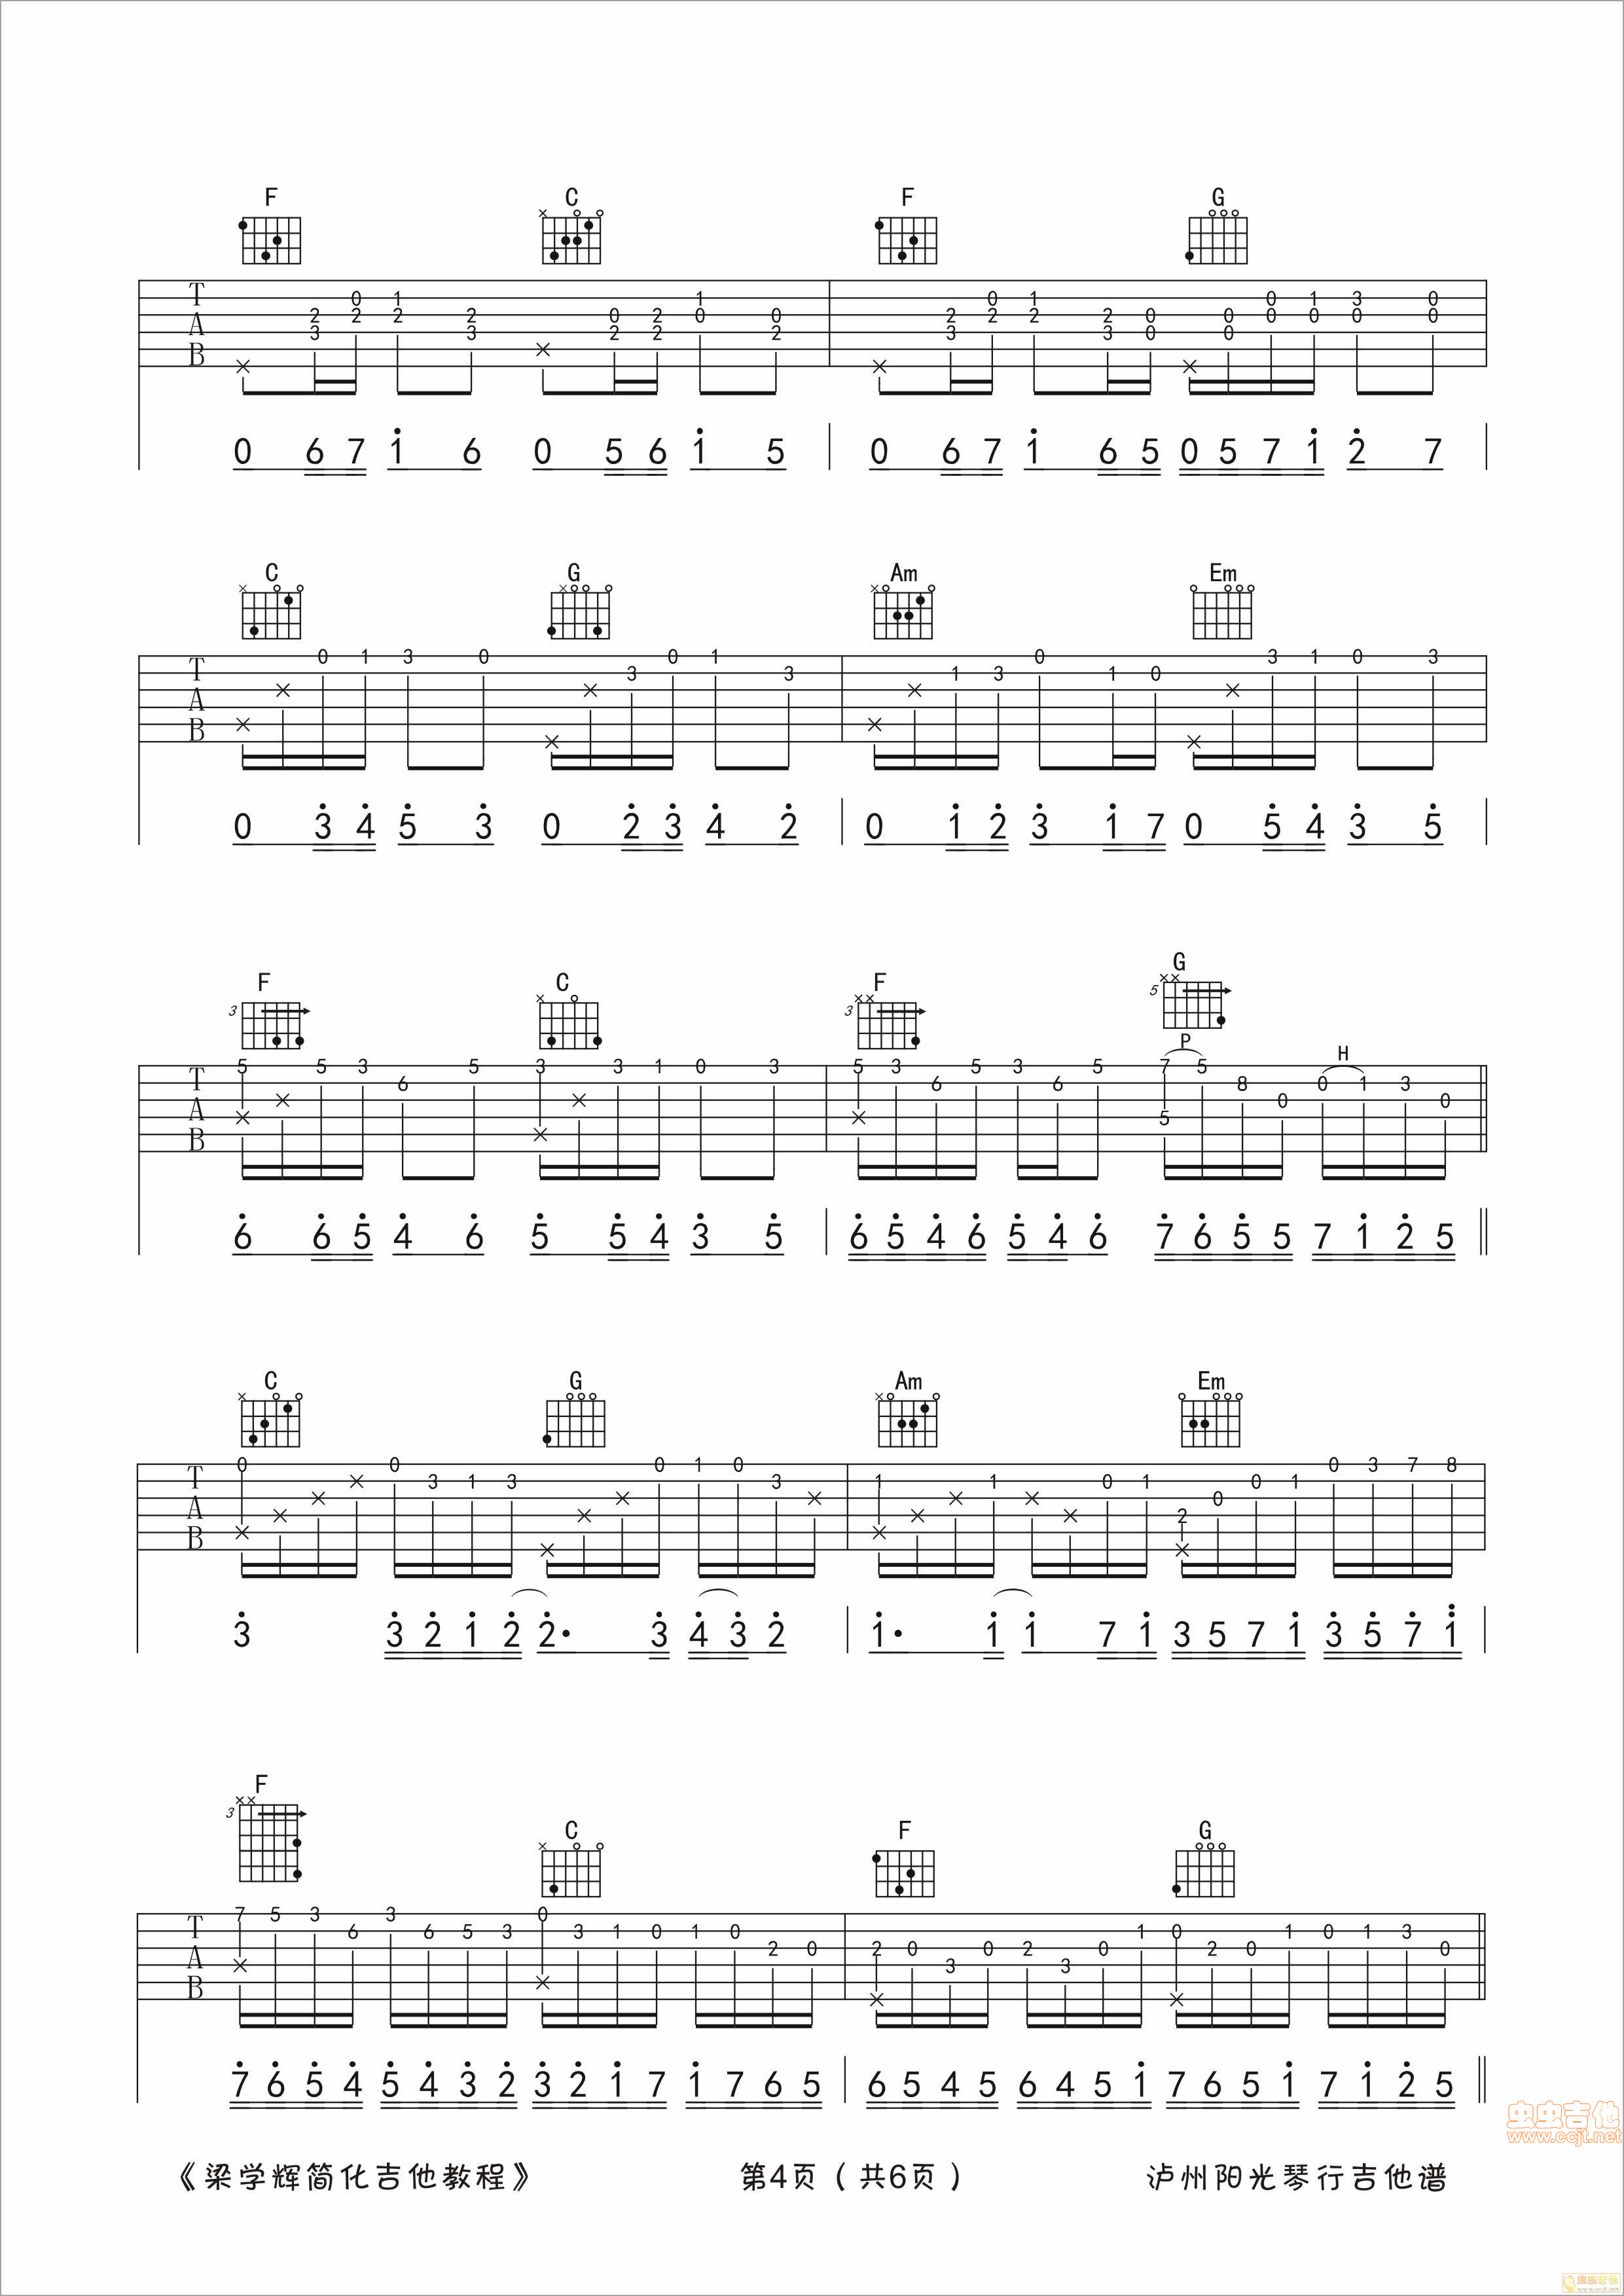 F C F G
T 0 1 1 0 1 3 0
A 2 2 2 2 0 2 0 0 2 2 2 2 0 0 0 0 0 0
B 3 3 2 2 2 3 3 0 0
0 6 7 1 6 0 5 6 1 5 0 6 7 1 6 5 0 5 7 1 2 7
C G Am Em
0 1 3 0 0 1 0 3 1 0 3
T A B 3 3 1 3 1 0
0 3 4 5 3 0 2 3 4 2 0 1 2 3 1 7 0 5 4 3 5
F C F G
3 3 5
P H
5 5 3 5 3 3 1 0 3 5 3 5 3 5 7 5
T A B 6 6 6 8 0 1 3
0 0
5
6 6 5 4 6 5 5 4 3 5 6 5 4 6 5 4 6 7 6 5 5 7 1 2 5
C G Am Em
0 0 0 1 0 0 3 7 8
T A B 3 1 3 3 1 1 0 1 0 1
0
2
3 3 2 1 2 2· 3 4 3 2 1· 1 1 7 1 3 5 7 1 3 5 7 1
F
3
C F G
7 5 3 3 0
T A B 6 6 5 3 3 1 0 1 0 1 0 1 0 1 3
2 0 2 0 0 2 0 2 0 0
3 3
7 6 5 4 5 4 3 2 3 2 1 7 1 7 6 5 6 5 4 5 6 4 5 1 7 6 5 1 7 1 2 5
虫虫吉他
www.ccjt.net
《梁学辉简化吉他教程》 第4页（共6页） 泸州阳光琴行吉他谱
虫虫吉他
www.ccjt.net